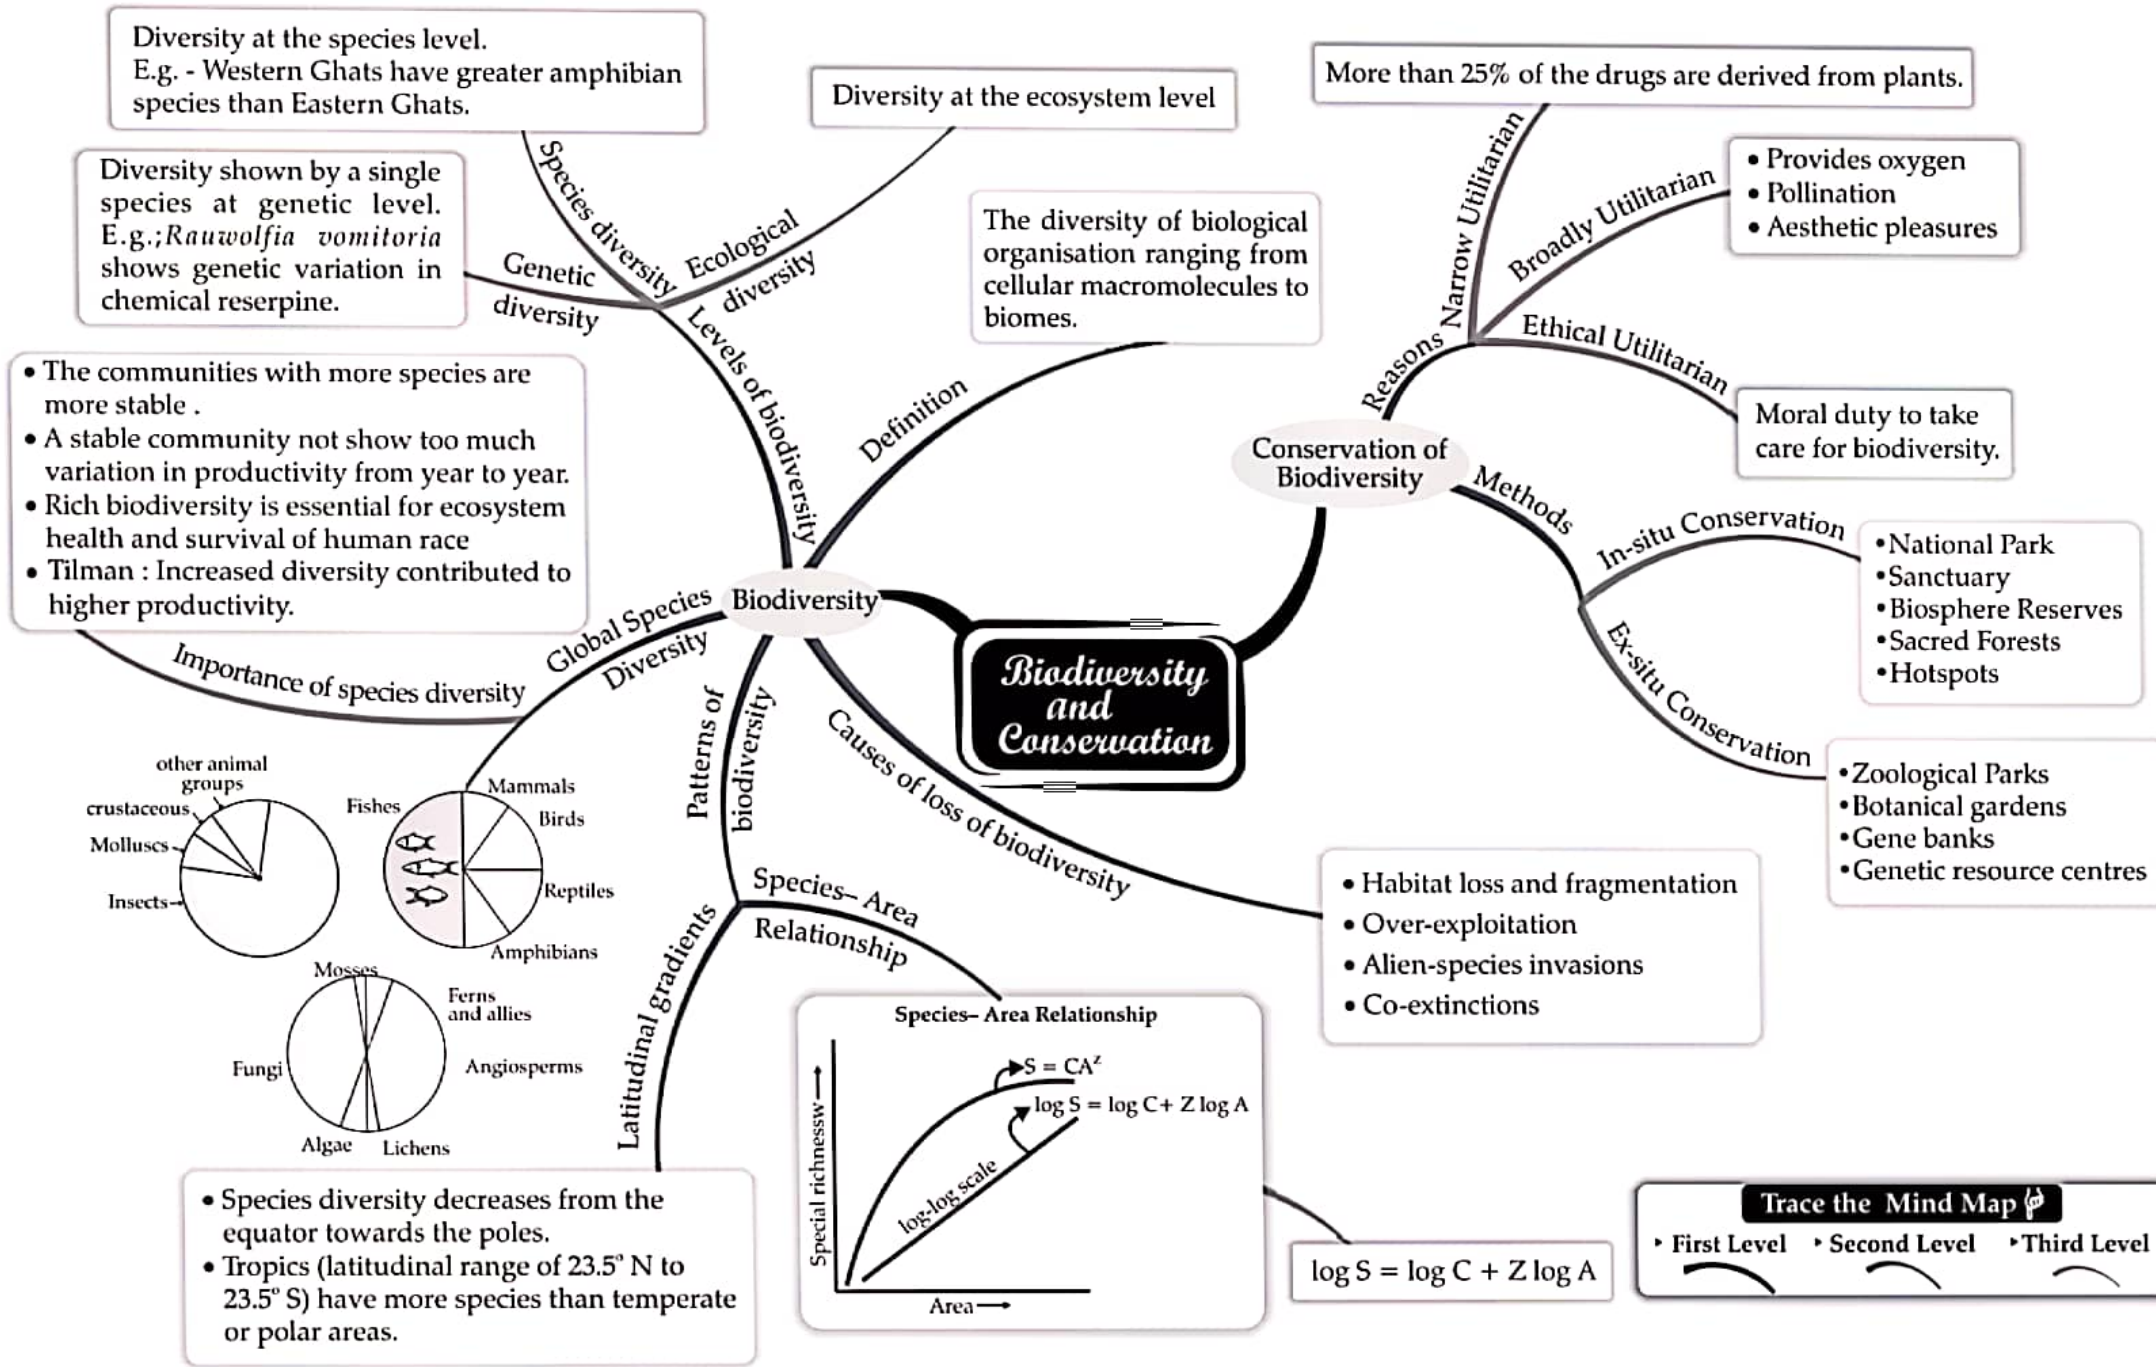 Diversity at the species level.
E.g. - Western Ghats have greater amphibian
species than Eastern Ghats.
Species diversity
Diversity at the ecosystem level
Ecological
diversity
Diversity shown by a single
species at genetic level.
E.g.;Rauwolfia vomitoria
shows genetic variation in
chemical reserpine.
Genetic
diversity
Levels of biodiversity
The diversity of biological
organisation ranging from
cellular macromolecules to
biomes.
Definition
• The communities with more species are
more stable .
• A stable community not show too much
variation in productivity from year to year.
• Rich biodiversity is essential for ecosystem
health and survival of human race
• Tilman : Increased diversity contributed to
higher productivity.
Importance of species diversity
Global Species
Diversity
Biodiversity
Biodiversity
and
Conservation
More than 25% of the drugs are derived from plants.
Narrow Utilitarian
• Provides oxygen
• Pollination
• Aesthetic pleasures
Broadly Utilitarian
Ethical Utilitarian
Moral duty to take
care for biodiversity.
Reasons
Conservation of
Biodiversity
Methods
In-situ Conservation
•National Park
•Sanctuary
•Biosphere Reserves
•Sacred Forests
•Hotspots
Ex-situ Conservation
•Zoological Parks
•Botanical gardens
•Gene banks
•Genetic resource centres
other animal
groups
crustaceous
Molluscs
Insects
Fishes
Mammals
Birds
Reptiles
Amphibians
Mosses
Ferns
and allies
Fungi
Angiosperms
Algae
Lichens
Patterns of
biodiversity
Causes of loss of biodiversity
• Habitat loss and fragmentation
• Over-exploitation
• Alien-species invasions
• Co-extinctions
Species– Area
Relationship
Latitudinal gradients
• Species diversity decreases from the
equator towards the poles.
• Tropics (latitudinal range of 23.5° N to
23.5° S) have more species than temperate
or polar areas.
Species– Area Relationship
S = CA^z
log S = log C+ Z log A
log-log scale
Special richnessw
Area
log S = log C + Z log A
Trace the Mind Map
First Level
Second Level
Third Level